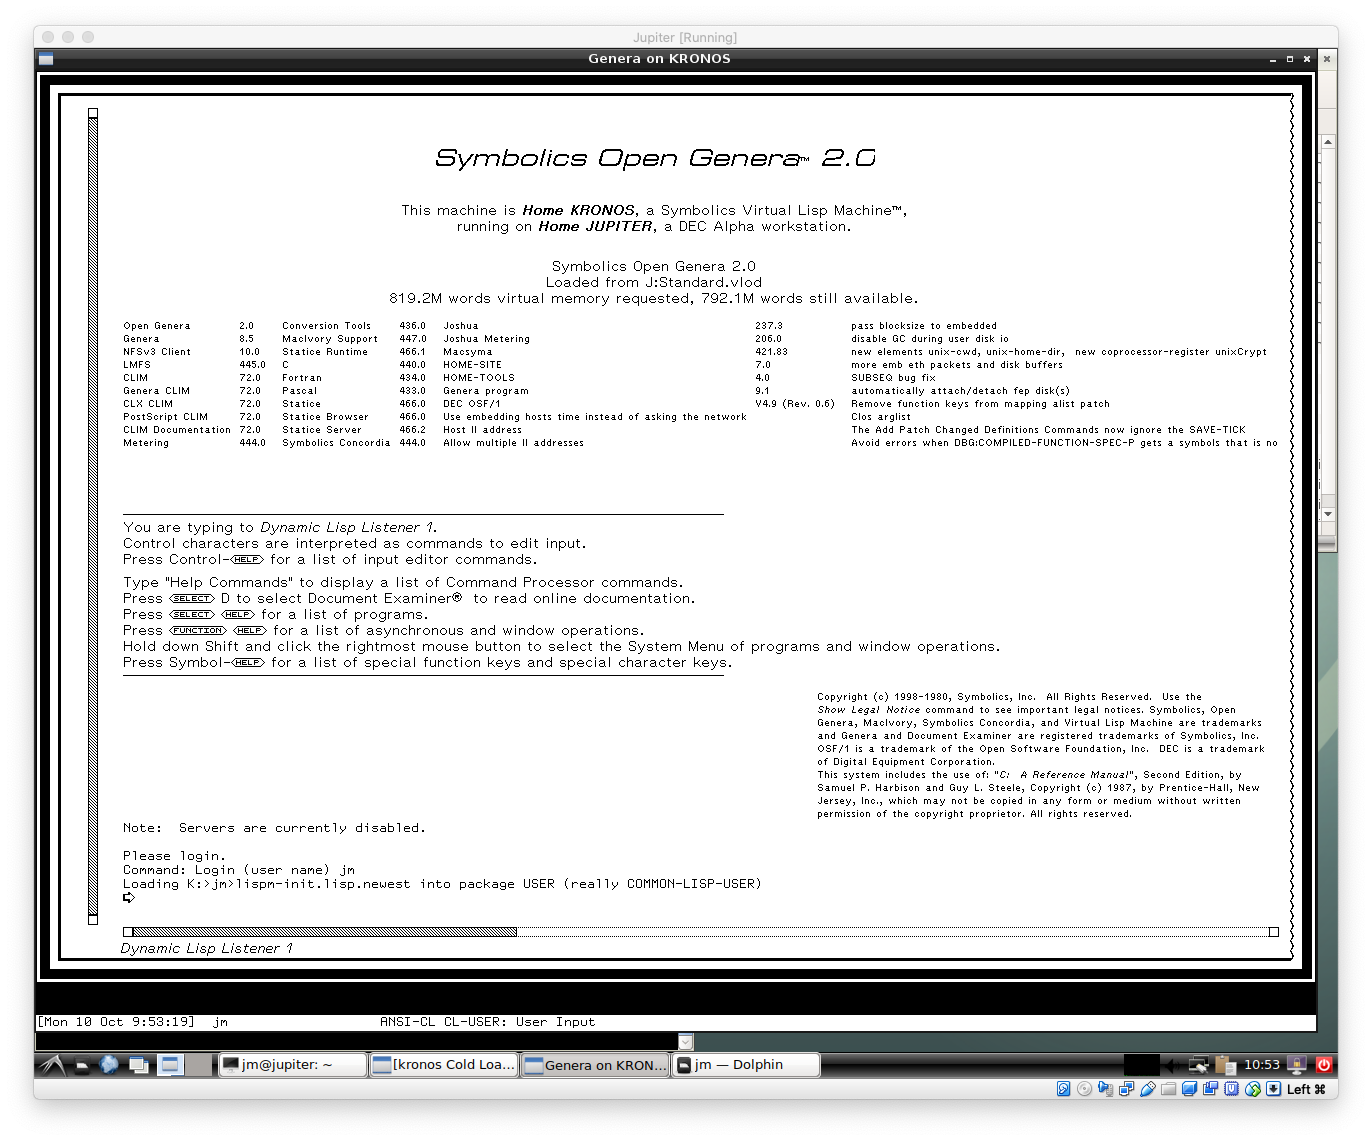 Jupiter [Running]
Genera on KRONOS
Symbolics Open Genera™ 2.0
This machine is Home KRONOS, a Symbolics Virtual Lisp Machine™,
running on Home JUPITER, a DEC Alpha workstation.
Symbolics Open Genera 2.0
Loaded from J:Standard.vlod
819.2M words virtual memory requested, 792.1M words still available.
Open Genera 2.0 Conversion Tools 436.0 Joshua 237.3 pass blocksize to embedded
Genera 8.5 MacIvory Support 447.0 Joshua Metering 206.0 disable GC during user disk io
NFSv3 Client 10.0 Statice Runtime 466.1 Macsyma 421.83 new elements unix-cwd, unix-home-dir, new coprocessor-register unixCrypt
LMFS 445.0 C 440.0 HOME-SITE 7.0 more emb eth packets and disk buffers
CLIM 72.0 Fortran 434.0 HOME-TOOLS 4.0 SUBSEQ bug fix
Genera CLIM 72.0 Pascal 433.0 Genera program 9.1 automatically attach/detach fep disk(s)
CLX CLIM 72.0 Statice 466.0 DEC OSF/1 V4.9 (Rev. 0.6) Remove function keys from mapping alist patch
PostScript CLIM 72.0 Statice Browser 466.0 Use embedding hosts time instead of asking the network Clos arglist
CLIM Documentation 72.0 Statice Server 466.2 Host II address The Add Patch Changed Definitions Commands now ignore the SAVE-TICK
Metering 444.0 Symbolics Concordia 444.0 Allow multiple II addresses Avoid errors when DBG:COMPILED-FUNCTION-SPEC-P gets a symbols that is no
You are typing to Dynamic Lisp Listener 1.
Control characters are interpreted as commands to edit input.
Press Control-HELP for a list of input editor commands.
Type "Help Commands" to display a list of Command Processor commands.
Press SELECT D to select Document Examiner® to read online documentation.
Press SELECT HELP for a list of programs.
Press FUNCTION HELP for a list of asynchronous and window operations.
Hold down Shift and click the rightmost mouse button to select the System Menu of programs and window operations.
Press Symbol-HELP for a list of special function keys and special character keys.
Copyright (c) 1998-1980, Symbolics, Inc. All Rights Reserved. Use the
Show Legal Notice command to see important legal notices. Symbolics, Open
Genera, MacIvory, Symbolics Concordia, and Virtual Lisp Machine are trademarks
and Genera and Document Examiner are registered trademarks of Symbolics, Inc.
OSF/1 is a trademark of the Open Software Foundation, Inc. DEC is a trademark
of Digital Equipment Corporation.
This system includes the use of: "C: A Reference Manual", Second Edition, by
Samuel P. Harbison and Guy L. Steele, Copyright (c) 1987, by Prentice-Hall, New
Jersey, Inc., which may not be copied in any form or medium without written
permission of the copyright proprietor. All rights reserved.
Note: Servers are currently disabled.
Please login.
Command: Login (user name) jm
Loading K:>jm>lispm-init.lisp.newest into package USER (really COMMON-LISP-USER)
Dynamic Lisp Listener 1
[Mon 10 Oct 9:53:19] jm ANSI-CL CL-USER: User Input
jm@jupiter: ~ [kronos Cold Loa... Genera on KRON... jm — Dolphin 10:53
Left ⌘